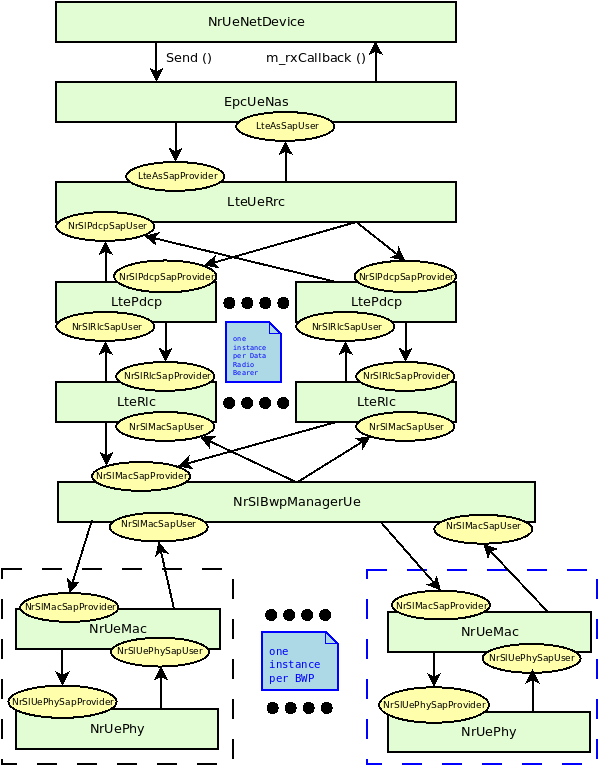 NrUeNetDevice
Send ()
m_rxCallback ()
EpcUeNas
LteAsSapUser
LteAsSapProvider
LteUeRrc
NrSlPdcpSapUser
NrSlPdcpSapProvider
NrSlPdcpSapProvider
LtePdcp
LtePdcp
NrSlRlcSapUser
NrSlRlcSapUser
one
instance
per Data
Radio
Bearer
NrSlRlcSapProvider
NrSlRlcSapProvider
LteRlc
LteRlc
NrSlMacSapUser
NrSlMacSapUser
NrSlMacSapProvider
NrSlBwpManagerUe
NrSlMacSapUser
NrSlMacSapUser
NrSlMacSapProvider
NrSlMacSapProvider
NrUeMac
NrUeMac
NrSlUePhySapUser
NrSlUePhySapUser
one
instance
per BWP
NrSlUePhySapProvider
NrSlUePhySapProvider
NrUePhy
NrUePhy